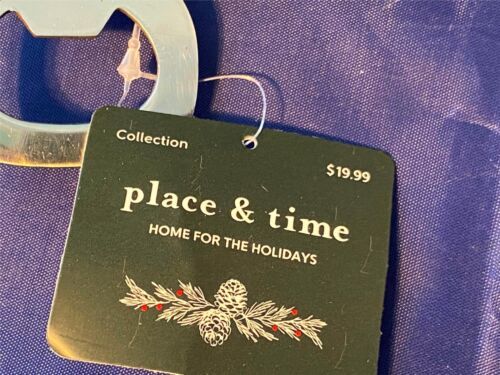 Collection
$19.99
place & time
HOME FOR THE HOLIDAYS